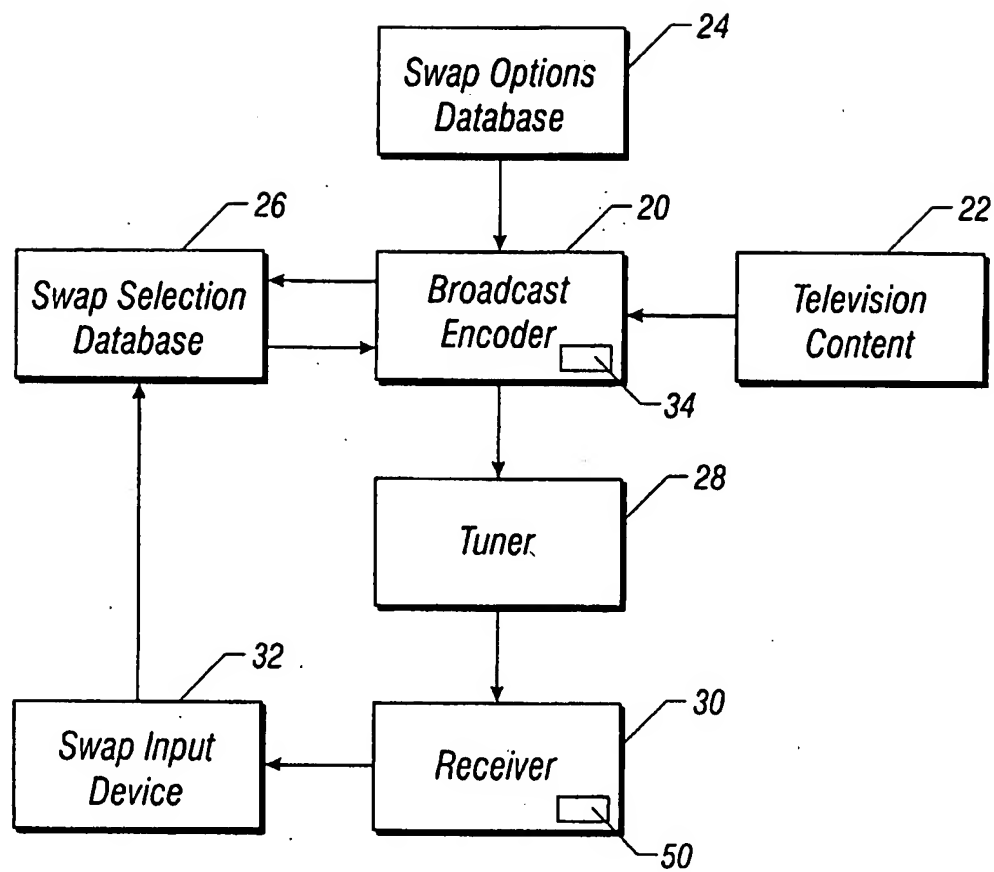 24
Swap Options
Database
26
20
22
Swap Selection
Database
Broadcast
Encoder
Television
Content
34
28
Tuner
32
30
Swap Input
Device
Receiver
50